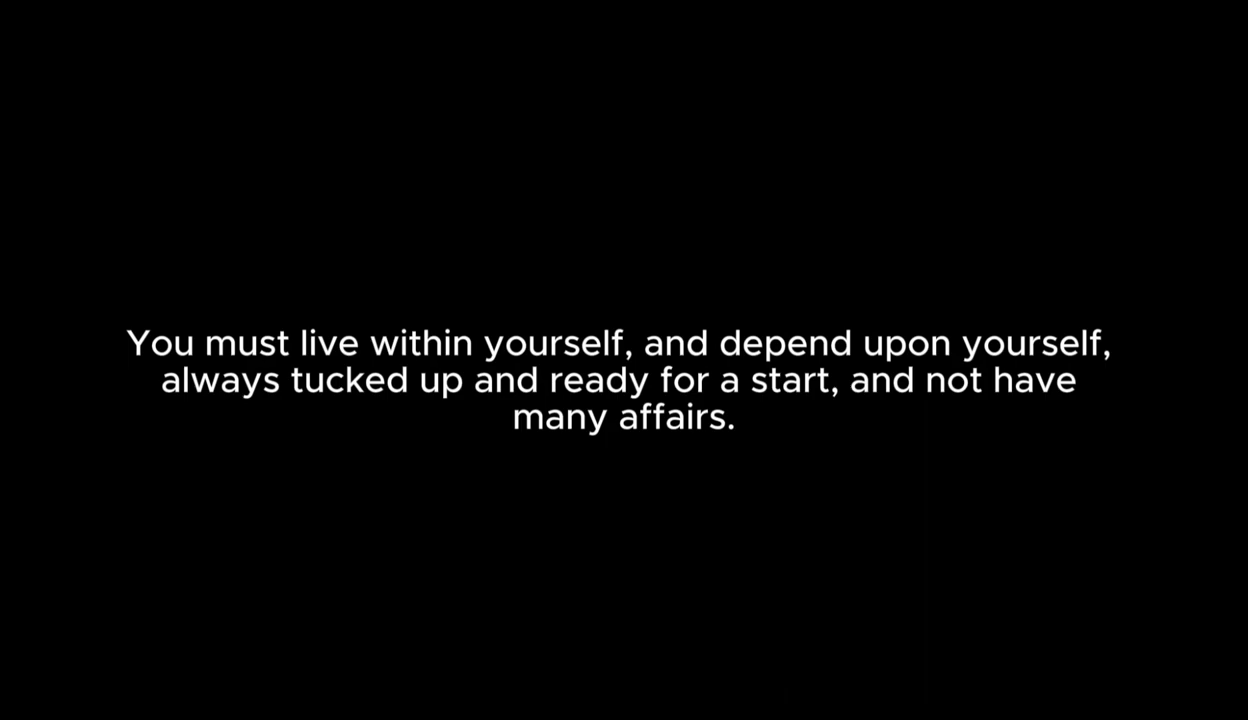 You must live within yourself, and depend upon yourself,
always tucked up and ready for a start, and not have
many affairs.